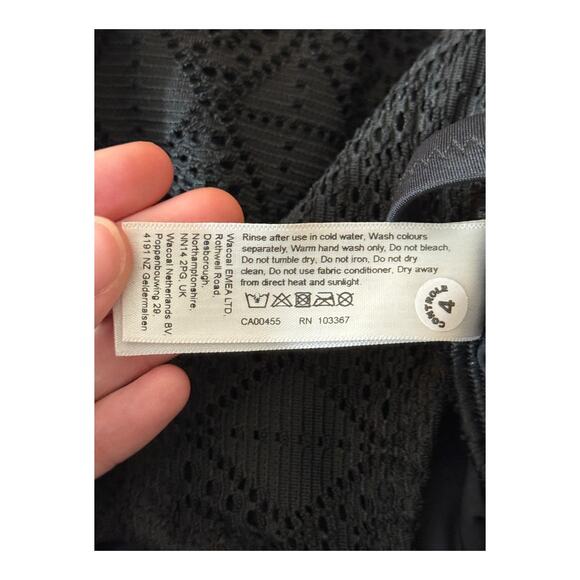 Rinse after use in cold water, Wash colours
separately, Warm hand wash only, Do not bleach,
Do not tumble dry, Do not iron, Do not dry
clean, Do not use fabric conditioner, Dry away
from direct heat and sunlight.
CA00455 RN 103367
Wacoal EMEA LTD.
Rothwell Road,
Desborough,
Northamptonshire,
NN14 2PG, UK
Wacoal Netherlands BV,
Poppenbouwing 29,
4191 NZ Geldermalsen
CONTROLE
4